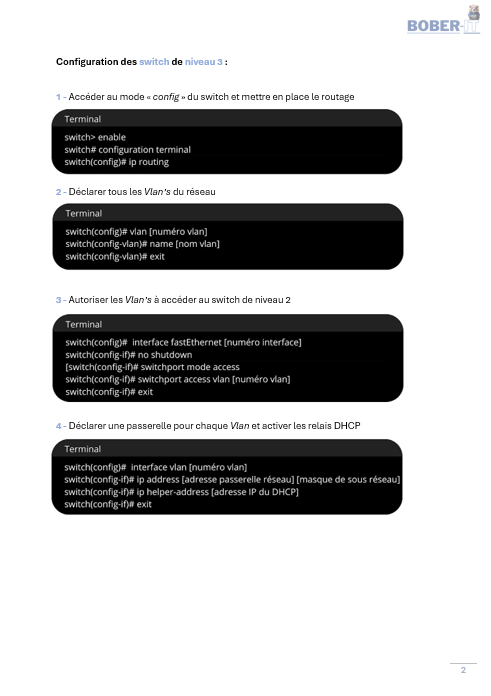 BOBER-IT
Configuration des switch de niveau 3 :
1 - Accéder au mode « config » du switch et mettre en place le routage
Terminal
switch> enable
switch# configuration terminal
switch(config)# ip routing
2 - Déclarer tous les Vlan's du réseau
Terminal
switch(config)# vlan [numéro vlan]
switch(config-vlan)# name [nom vlan]
switch(config-vlan)# exit
3 - Autoriser les Vlan's à accéder au switch de niveau 2
Terminal
switch(config)#  interface fastEthernet [numéro interface]
switch(config-if)# no shutdown
[switch(config-if)# switchport mode access
switch(config-if)# switchport access vlan [numéro vlan]
switch(config-if)# exit
4 - Déclarer une passerelle pour chaque Vlan et activer les relais DHCP
Terminal
switch(config)#  interface vlan [numéro vlan]
switch(config-if)# ip address [adresse passerelle réseau] [masque de sous réseau]
switch(config-if)# ip helper-address [adresse IP du DHCP]
switch(config-if)# exit
2